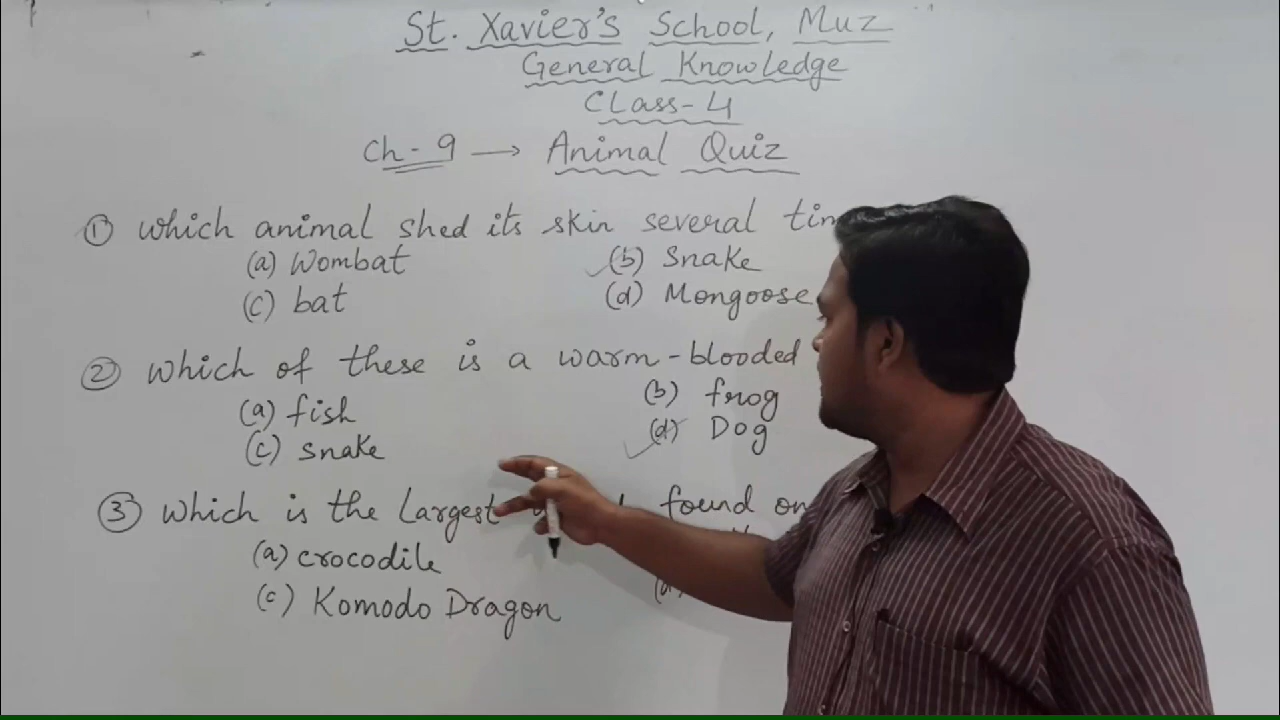 St. Xavier's School, Muz
General Knowledge
Class-4
Ch-9 → Animal Quiz
① which animal shed its skin several
(a) Wombat (b) Snake
(c) bat (d) Mongoose
② which of these is a warm-blooded
(a) fish (b) frog
(c) snake (d) Dog
③ which is the Largest found on
(a) crocodile
(c) Komodo Dragon (d)